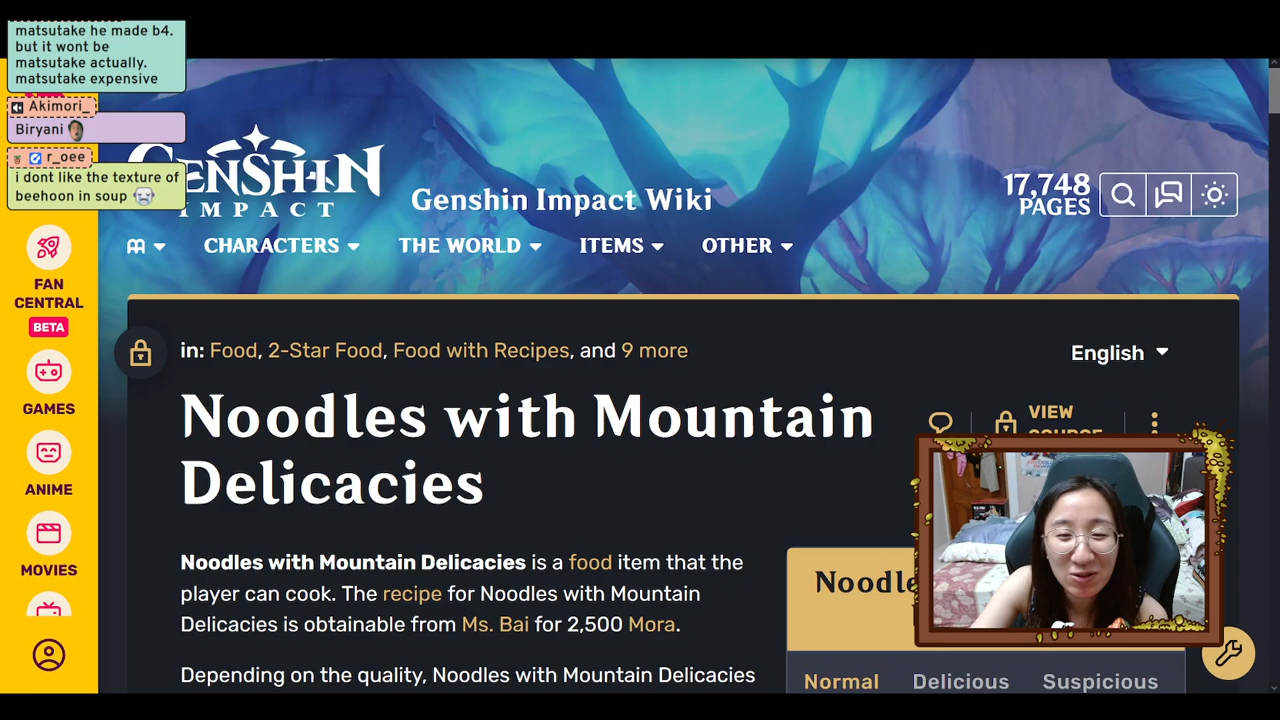 matsutake he made b4.
but it wont be
matsutake actually.
matsutake expensive
Akimori_
Biryani
r_oee
i dont like the texture of
beehoon in soup
GENSHIN
IMPACT
Genshin Impact Wiki
17,748
PAGES
CHARACTERS
THE WORLD
ITEMS
OTHER
FAN
CENTRAL
BETA
GAMES
ANIME
MOVIES
in: Food, 2-Star Food, Food with Recipes, and 9 more
English
Noodles with Mountain
Delicacies
VIEW
Noodles with Mountain Delicacies is a food item that the
player can cook. The recipe for Noodles with Mountain
Delicacies is obtainable from Ms. Bai for 2,500 Mora.
Depending on the quality, Noodles with Mountain Delicacies
Normal
Delicious
Suspicious